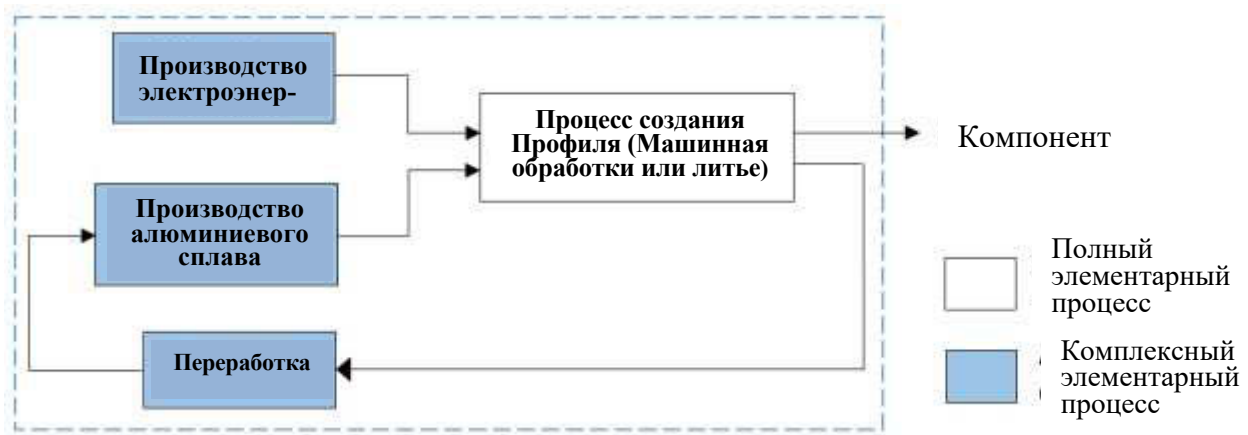 Производство
электроэнер-
Процесс создания
Профиля (Машинная
обработки или литье)
Компонент
Производство
алюминиевого
сплава
Переработка
Полный
элементарный
процесс
Комплексный
элементарный
процесс